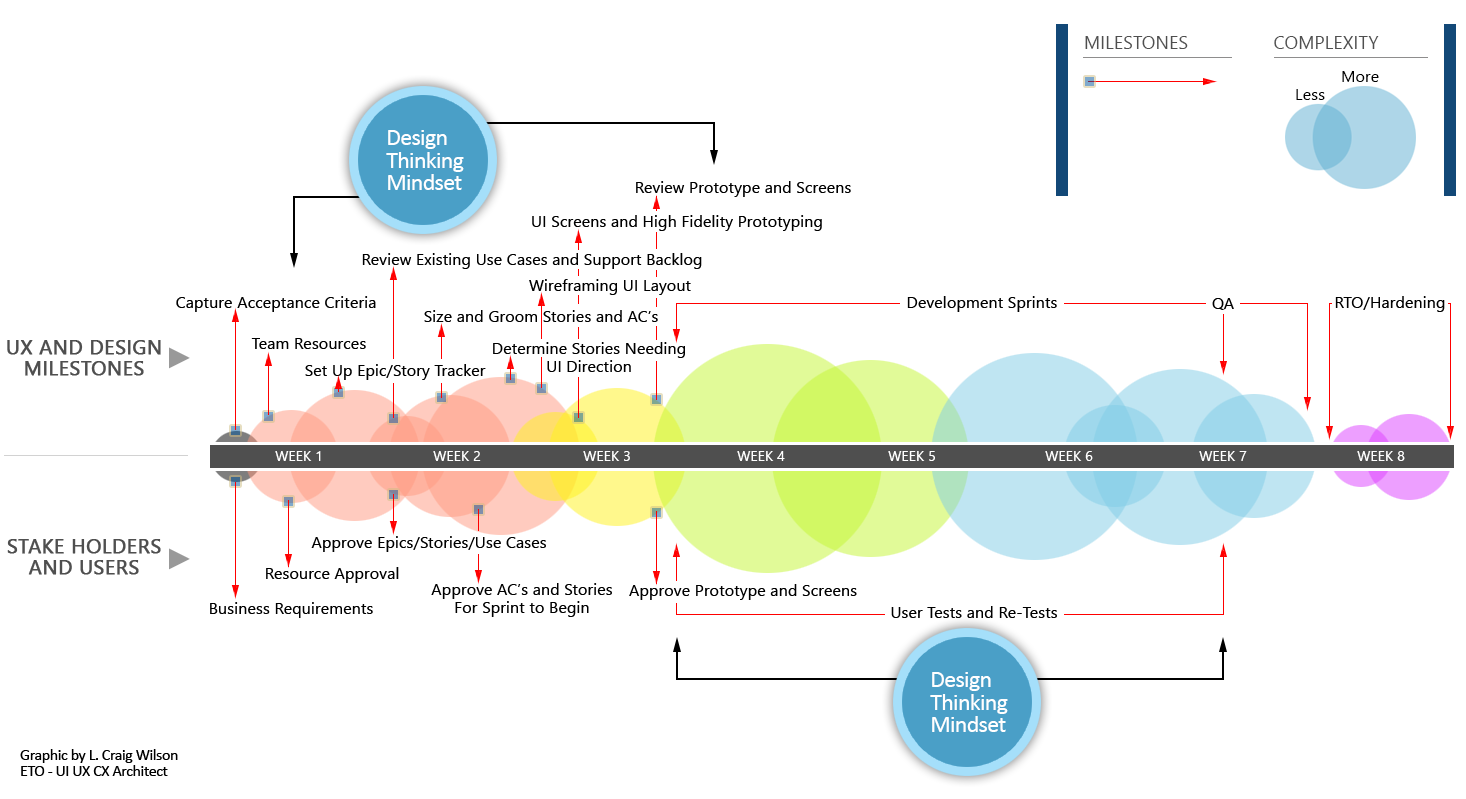 MILESTONES
COMPLEXITY
More
Less
Design
Thinking
Mindset
Review Prototype and Screens
UI Screens and High Fidelity Prototyping
Review Existing Use Cases and Support Backlog
Wireframing UI Layout
Capture Acceptance Criteria
Development Sprints
QA
RTO/Hardening
Size and Groom Stories and AC's
Team Resources
Determine Stories Needing
UI Direction
Set Up Epic/Story Tracker
UX AND DESIGN
MILESTONES
WEEK 1
WEEK 2
WEEK 3
WEEK 4
WEEK 5
WEEK 6
WEEK 7
WEEK 8
STAKE HOLDERS
AND USERS
Approve Epics/Stories/Use Cases
Resource Approval
Approve AC's and Stories
For Sprint to Begin
Approve Prototype and Screens
Business Requirements
User Tests and Re-Tests
Design
Thinking
Mindset
Graphic by L. Craig Wilson
ETO - UI UX CX Architect